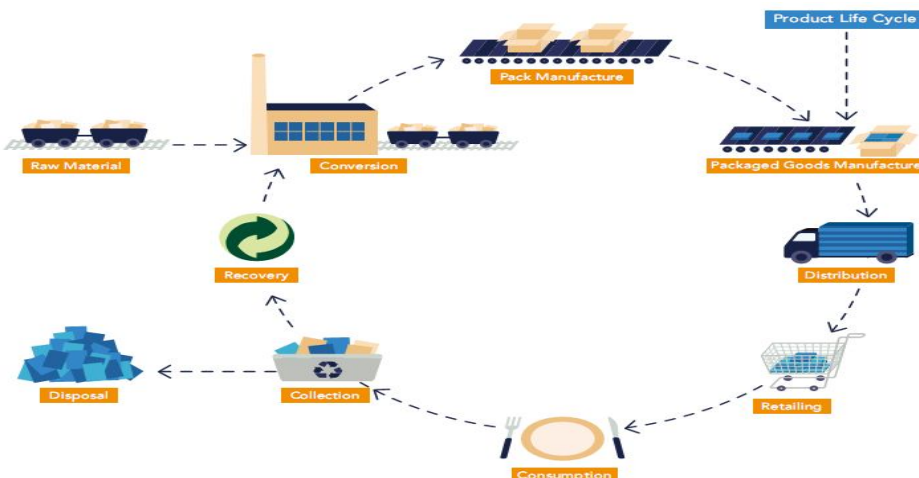 Product Life Cycle
Pack Manufacture
Raw Material
Conversion
Packaged Goods Manufacture
Recovery
Distribution
Disposal
Collection
Retailing
Consumption